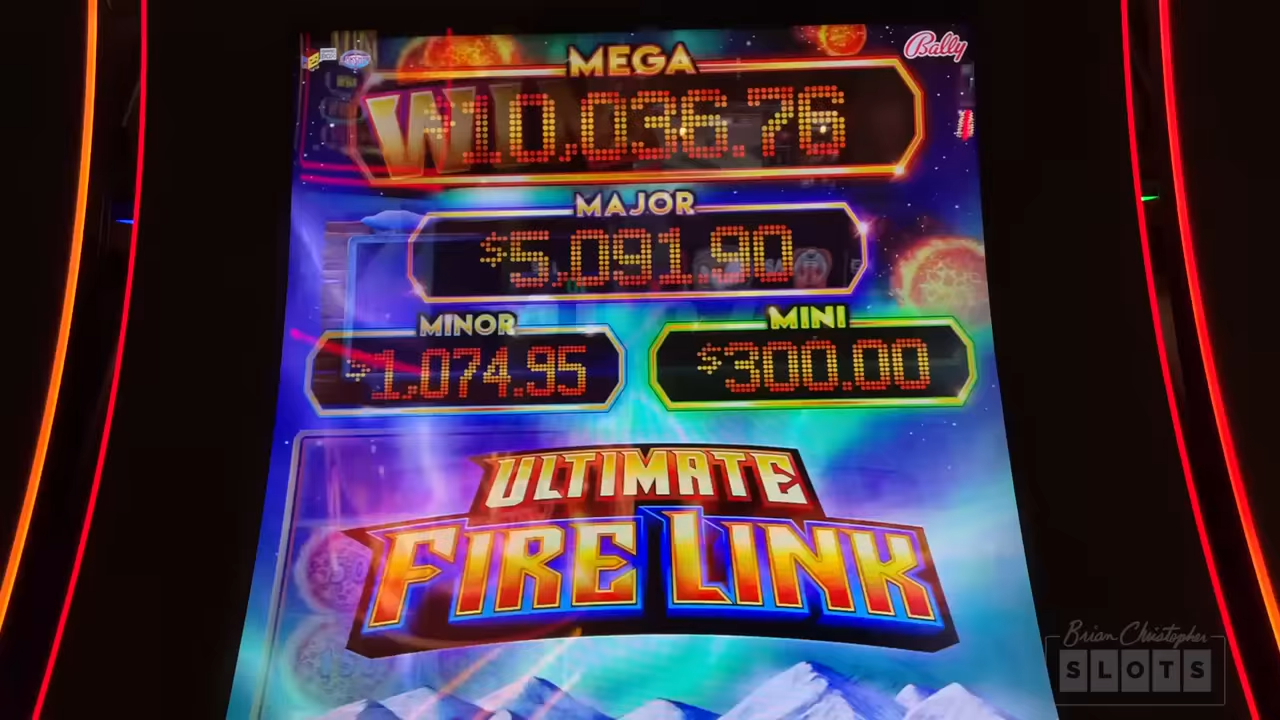 Bally
MEGA
$10,036.76
MAJOR
$5,091.90
MINOR
$1,074.95
MINI
$300.00
ULTIMATE
FIRE LINK
Brian Christopher
SLOTS